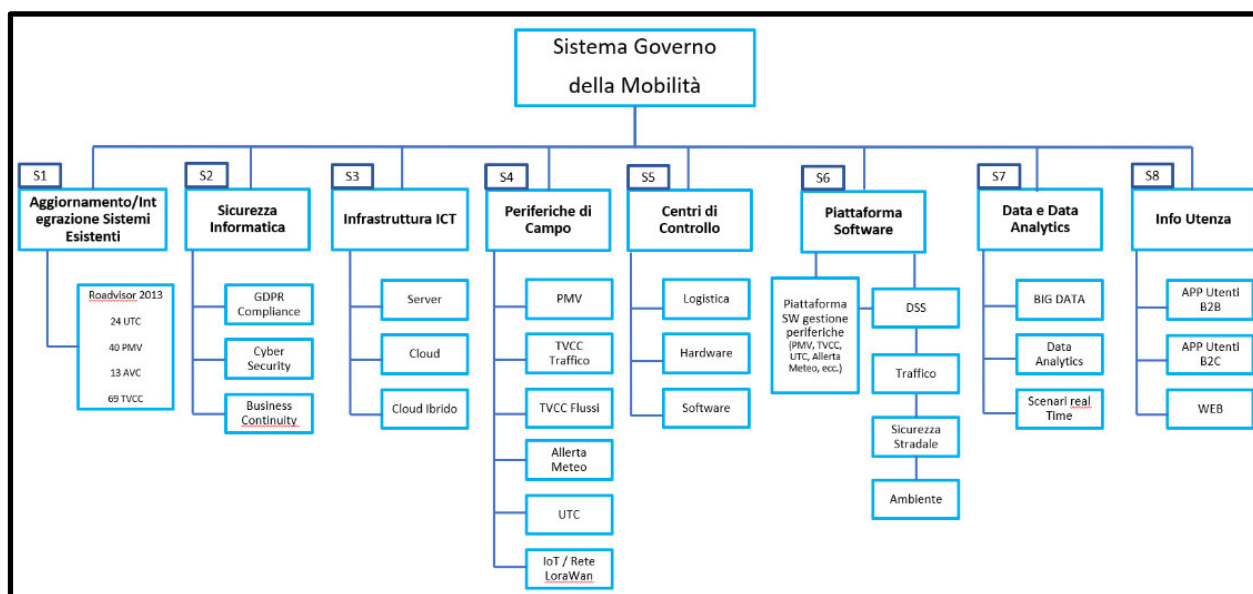 Sistema Governo
della Mobilità
S1
Aggiornamento/Int
egrazione Sistemi
Esistenti
Roadvisor 2013
24 UTC
40 PMV
13 AVC
69 TVCC
S2
Sicurezza
Informatica
GDPR
Compliance
Cyber
Security
Business
Continuity
S3
Infrastruttura ICT
Server
Cloud
Cloud Ibrido
S4
Periferiche di
Campo
PMV
TVCC
Traffico
TVCC Flussi
Allerta
Meteo
UTC
IoT / Rete
LoraWan
S5
Centri di
Controllo
Logistica
Hardware
Software
S6
Piattaforma
Software
Piattaforma
SW gestione
periferiche
(PMV, TVCC,
UTC, Allerta
Meteo, ecc.)
DSS
Traffico
Sicurezza
Stradale
Ambiente
S7
Data e Data
Analytics
BIG DATA
Data
Analytics
Scenari real
Time
S8
Info Utenza
APP Utenti
B2B
APP Utenti
B2C
WEB